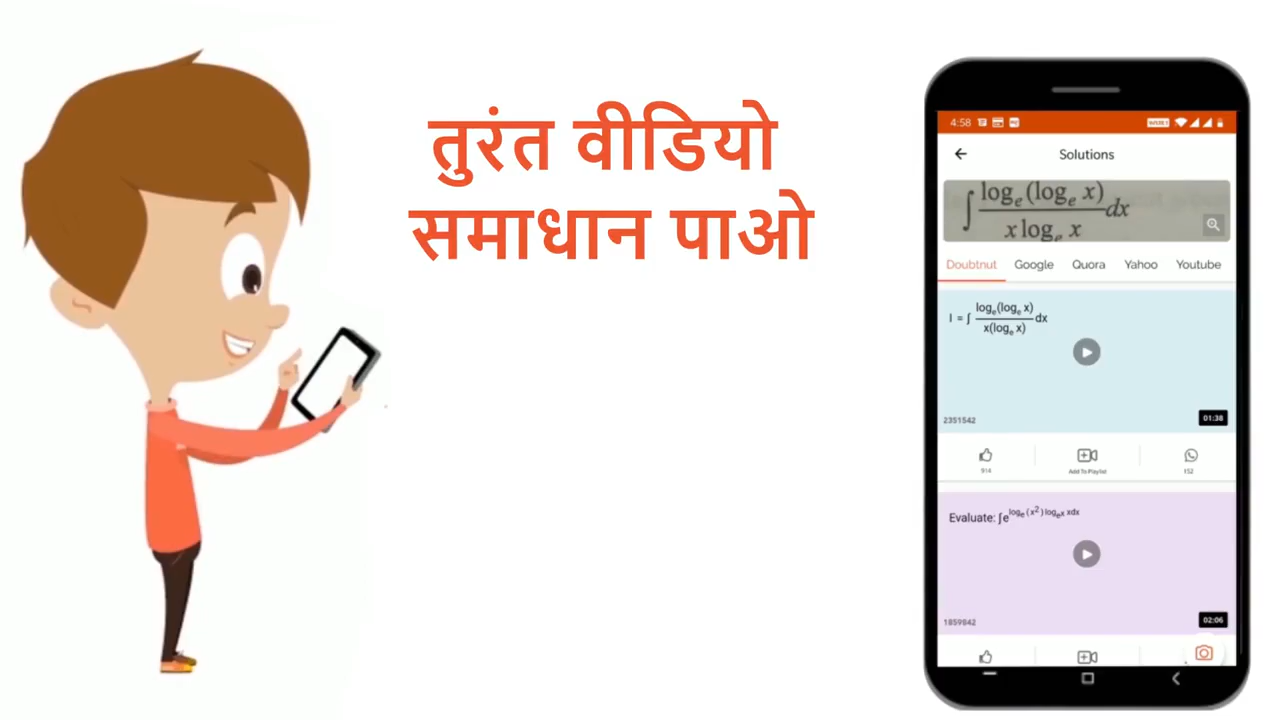 तुरंत वीडियो
समाधान पाओ
4:58
Solutions
∫ logₑ(logₑ x) / x logₑ x dx
Doubtnut Google Quora Yahoo Youtube
I = ∫ logₑ(logₑ x) / x(logₑ x) dx
2351542
01:38
914
Add To Playlist
152
Evaluate: ∫e^logₑ(x²) logₑx xdx
1859842
02:06